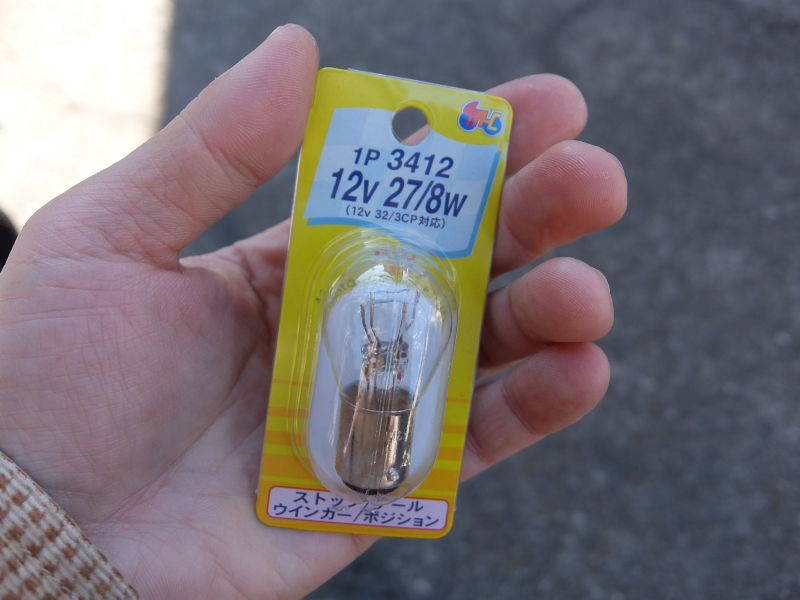 1P 3412
12v 27/8w
(12v 32/3CP対応)
ストップ/テール
ウインカー/ポジション